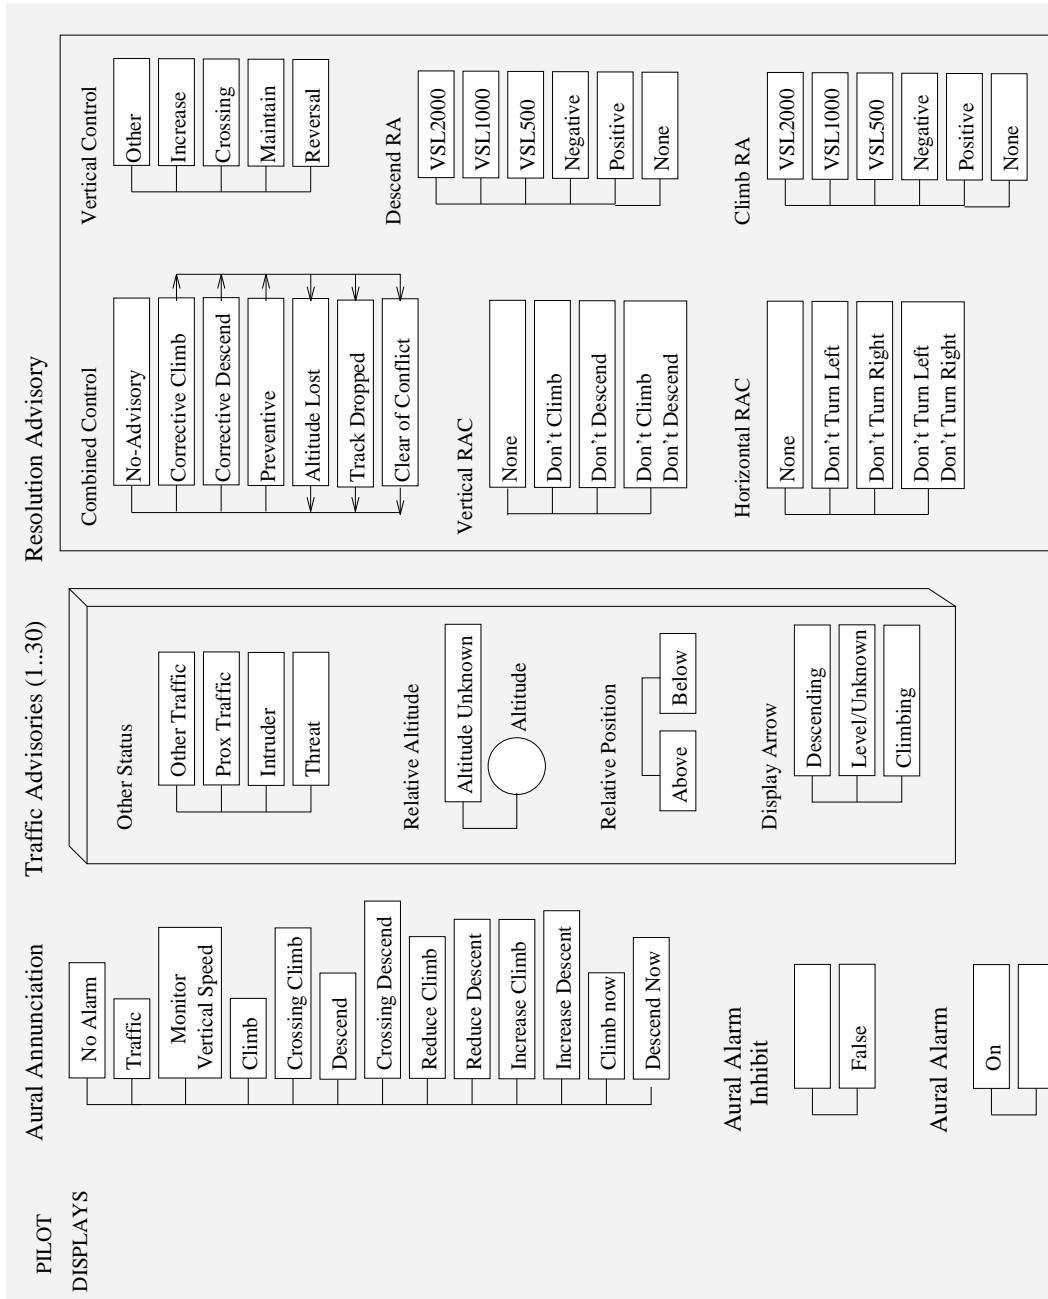 PILOT
DISPLAYS
Aural Annunciation
No Alarm
Traffic
Monitor
Vertical Speed
Climb
Crossing Climb
Descend
Crossing Descend
Reduce Climb
Reduce Descent
Increase Climb
Increase Descent
Climb now
Descend Now
Aural Alarm
Inhibit
False
Aural Alarm
On
Traffic Advisories (1..30)
Other Status
Other Traffic
Prox Traffic
Intruder
Threat
Relative Altitude
Altitude Unknown
Altitude
Relative Position
Above
Below
Display Arrow
Descending
Level/Unknown
Climbing
Resolution Advisory
Combined Control
No-Advisory
Corrective Climb
Corrective Descend
Preventive
Altitude Lost
Track Dropped
Clear of Conflict
Vertical Control
Other
Increase
Crossing
Maintain
Reversal
Vertical RAC
None
Don't Climb
Don't Descend
Don't Climb
Don't Descend
Descend RA
VSL2000
VSL1000
VSL500
Negative
Positive
None
Horizontal RAC
None
Don't Turn Left
Don't Turn Right
Don't Turn Left
Don't Turn Right
Climb RA
VSL2000
VSL1000
VSL500
Negative
Positive
None